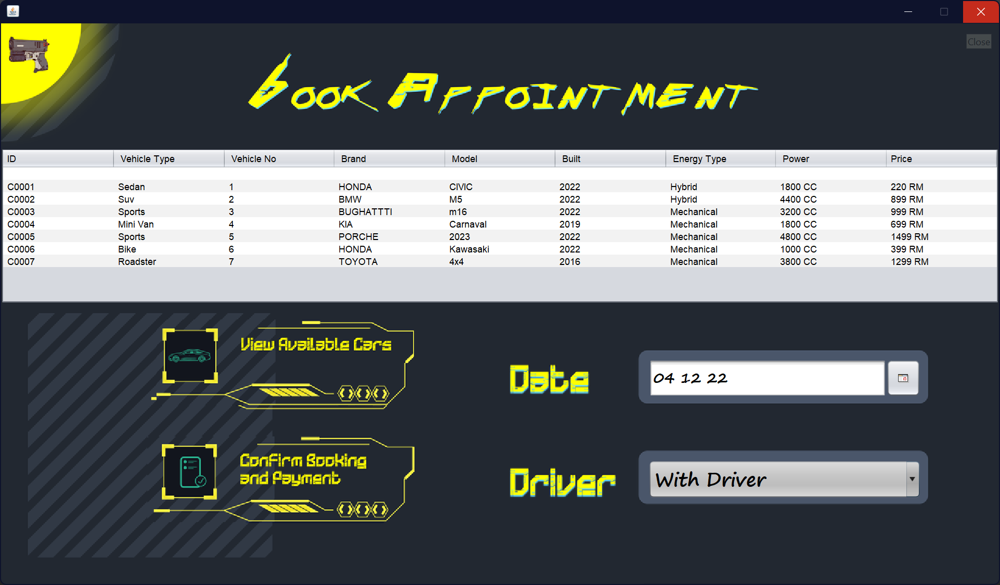 Close
Book Appointment
ID Vehicle Type Vehicle No Brand Model Built Energy Type Power Price
C0001 Sedan 1 HONDA CIVIC 2022 Hybrid 1800 CC 220 RM
C0002 Suv 2 BMW M5 2022 Hybrid 4400 CC 899 RM
C0003 Sports 3 BUGHATTTI m16 2022 Mechanical 3200 CC 999 RM
C0004 Mini Van 4 KIA Carnaval 2019 Mechanical 1800 CC 699 RM
C0005 Sports 5 PORCHE 2023 2022 Mechanical 4800 CC 1499 RM
C0006 Bike 6 HONDA Kawasaki 2022 Mechanical 1000 CC 399 RM
C0007 Roadster 7 TOYOTA 4x4 2016 Mechanical 3800 CC 1299 RM
View Available Cars
Date
04 12 22
Confirm Booking
and Payment
Driver
With Driver